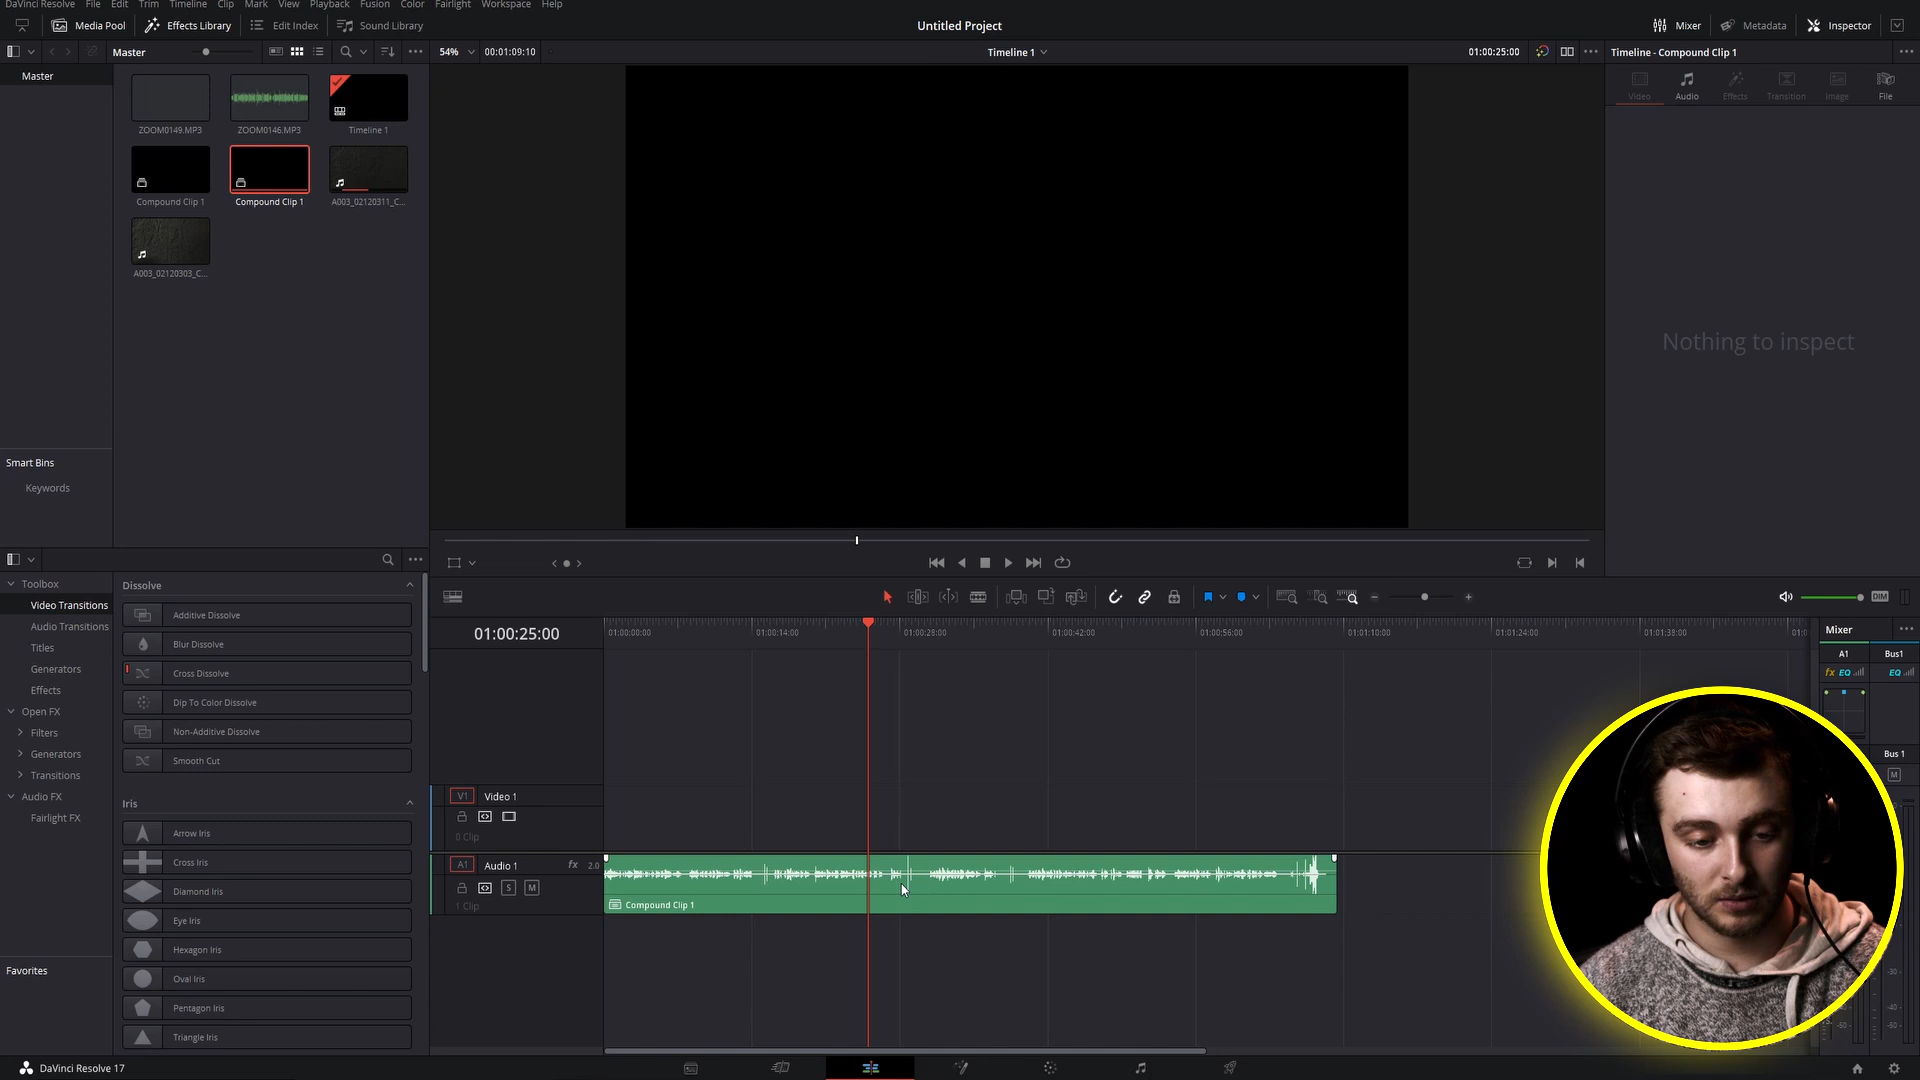 DaVinci Resolve File Edit Trim Timeline Clip Mark View Playback Fusion Color Fairlight Workspace Help
Media Pool Effects Library Edit Index Sound Library Untitled Project Mixer Metadata Inspector
Master 54% 00:01:09:10 Timeline 1 01:00:25:00 Timeline - Compound Clip 1
Master
Video Audio Effects Transition Image File
ZOOM0149.MP3 ZOOM0146.MP3 Timeline 1
Compound Clip 1 Compound Clip 1 A003_02120311_C...
A003_02120303_C...
Nothing to inspect
Smart Bins
Keywords
Toolbox
Video Transitions
Audio Transitions
Titles
Generators
Effects
Open FX
Filters
Generators
Transitions
Audio FX
Fairlight FX
Favorites
Dissolve
Additive Dissolve
Blur Dissolve
Cross Dissolve
Dip To Color Dissolve
Non-Additive Dissolve
Smooth Cut
Iris
Arrow Iris
Cross Iris
Diamond Iris
Eye Iris
Hexagon Iris
Oval Iris
Pentagon Iris
Triangle Iris
DIM
01:00:25:00 01:00:00:00 01:00:14:00 01:00:28:00 01:00:42:00 01:00:56:00 01:01:10:00 01:01:24:00 01:01:38:00
Mixer
A1 Bus1
fx EQ EQ
Bus 1
M
V1 Video 1
0 Clip
A1 Audio 1 fx 2.0
S M
1 Clip
Compound Clip 1
-30
-40
-50
DaVinci Resolve 17